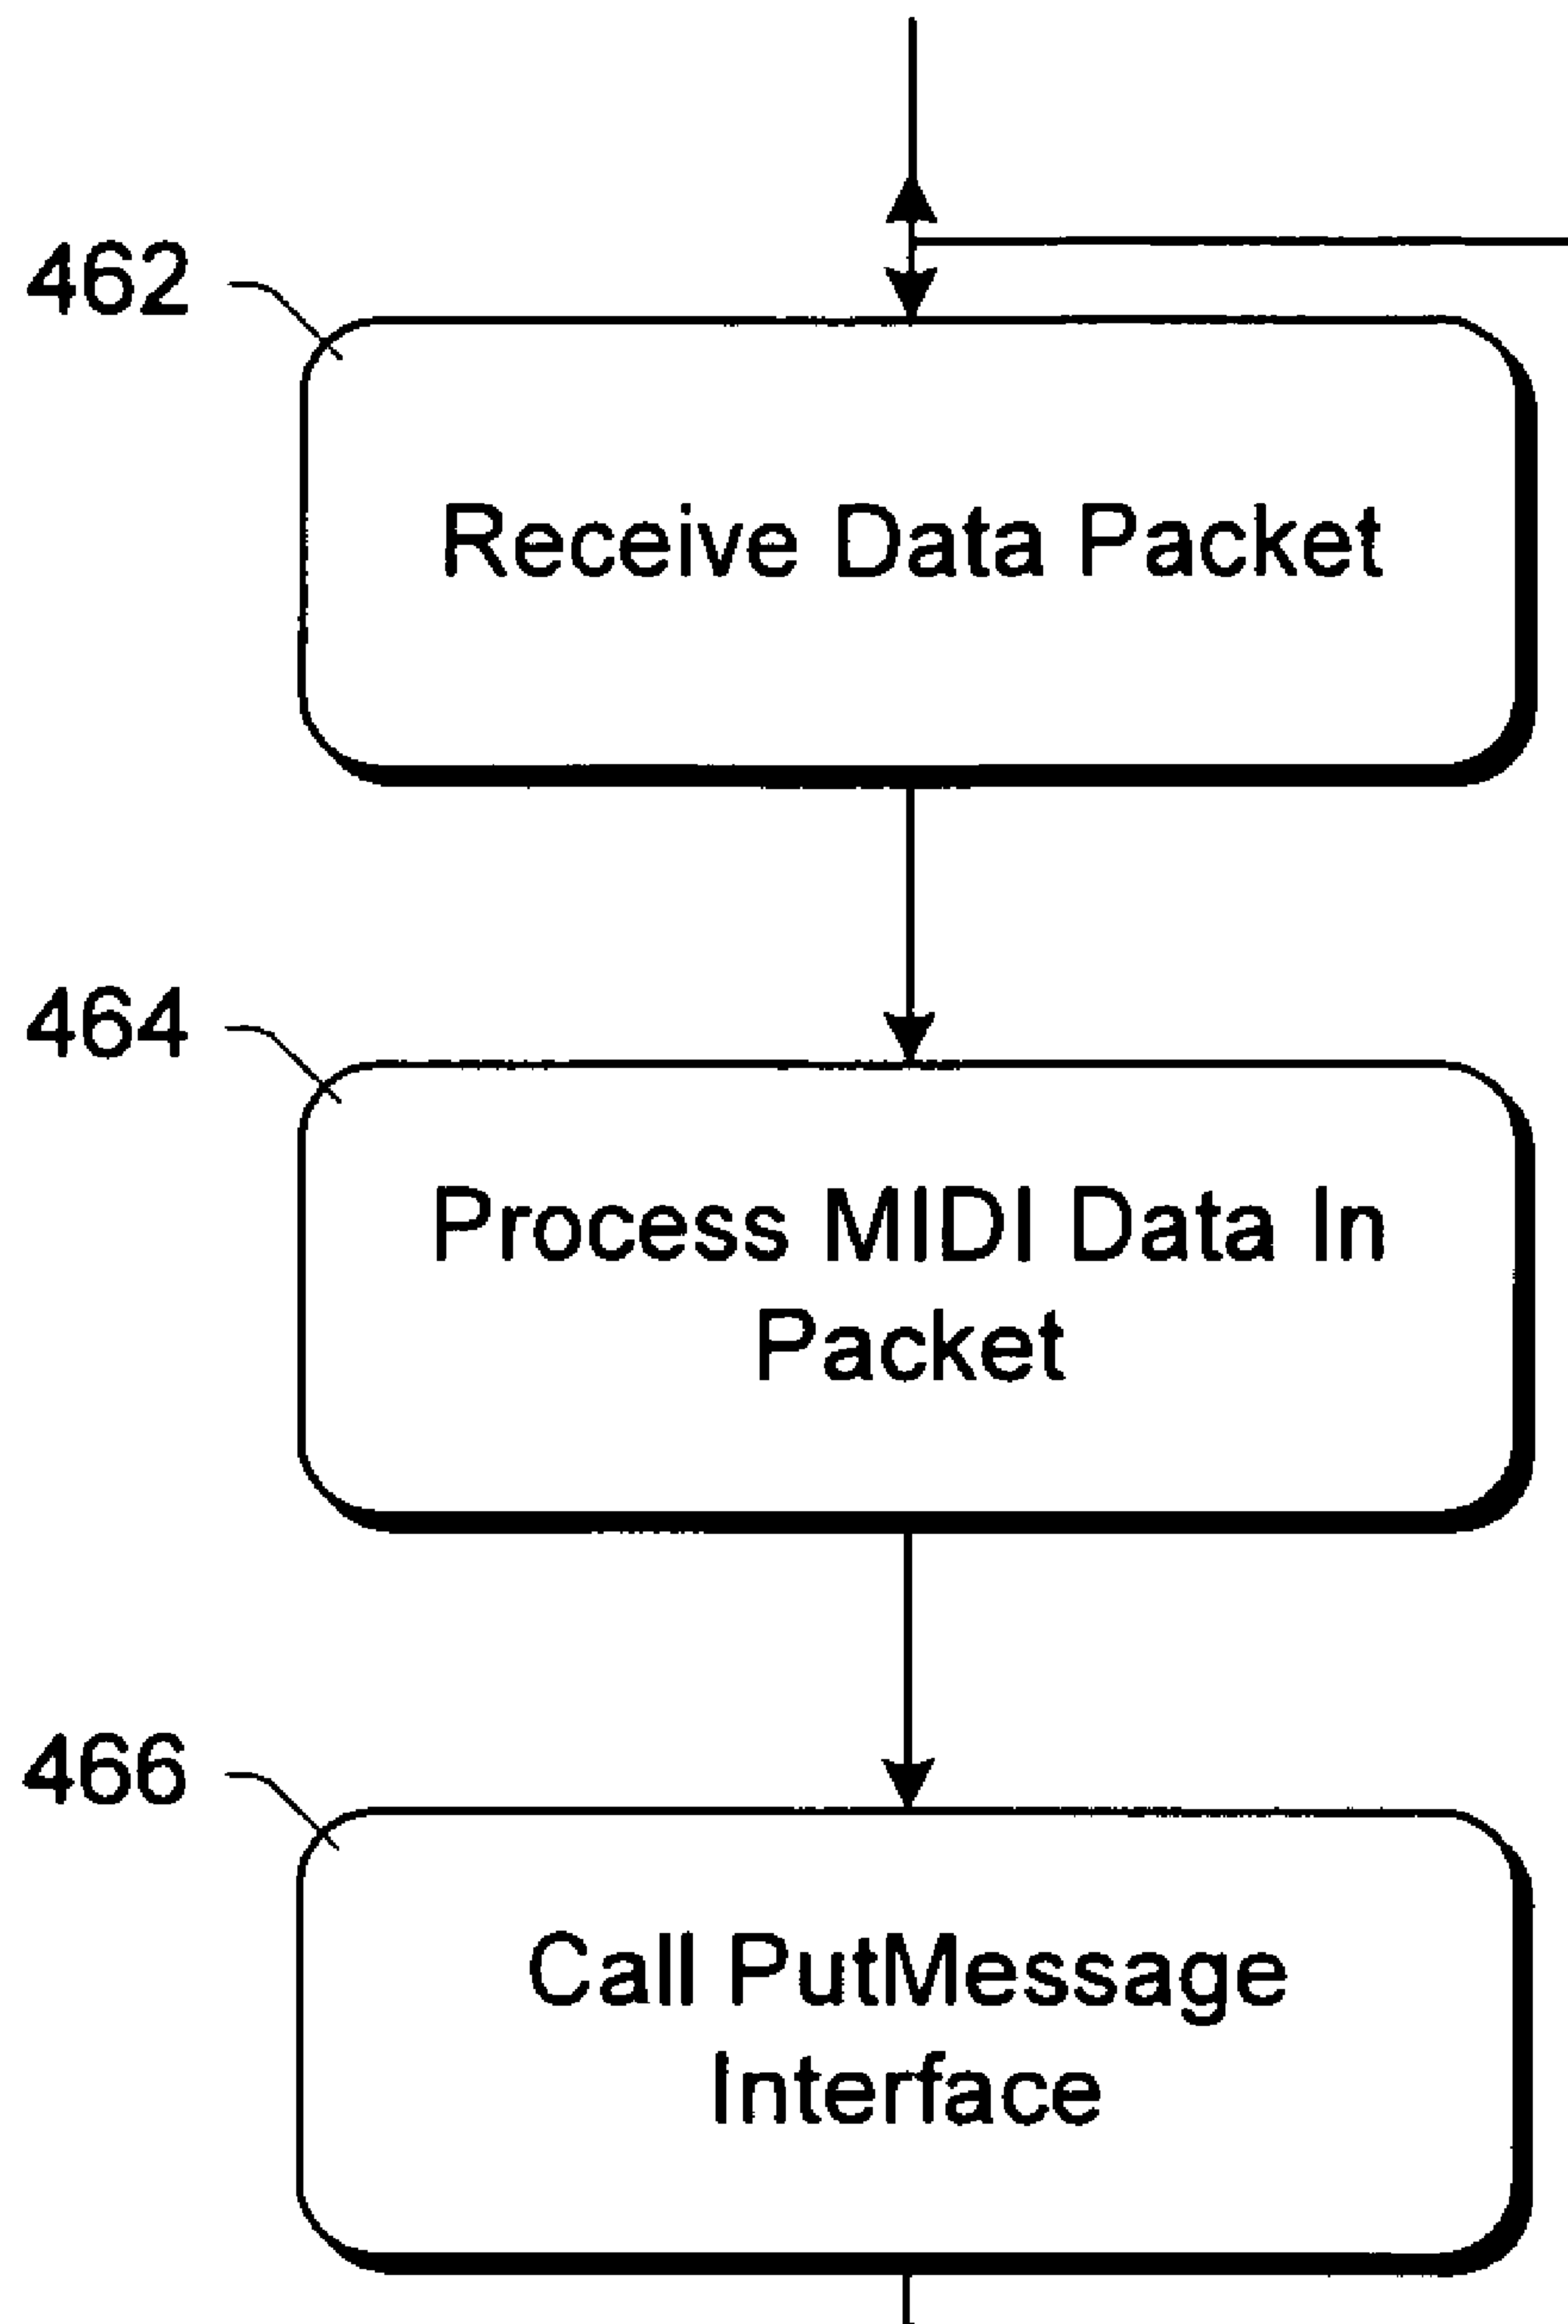 462
Receive Data Packet
464
Process MIDI Data In
Packet
466
Call PutMessage
Interface